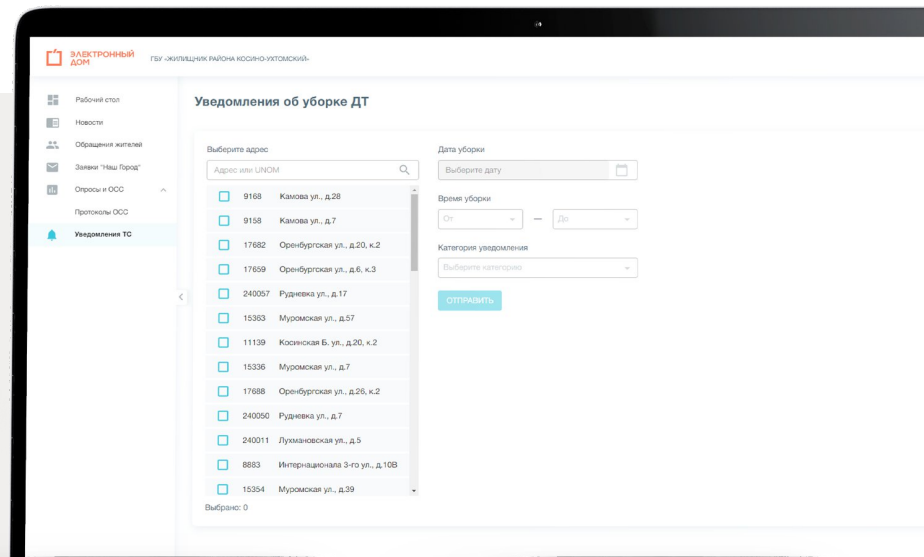 ЭЛЕКТРОННЫЙ
ДОМ
ГБУ «ЖИЛИЩНИК РАЙОНА КОСИНО-УХТОМСКИЙ»
Рабочий стол
Новости
Обращения жителей
Заявки "Наш Город"
Опросы и ОСС
Протоколы ОСС
Уведомления ТС
Уведомления об уборке ДТ
Выберите адрес
Адрес или UNOM
9168 Камова ул., д.28
9158 Камова ул., д.7
17682 Оренбургская ул., д.20, к.2
17659 Оренбургская ул., д.6, к.3
240057 Рудневка ул., д.17
15363 Муромская ул., д.57
11139 Косинская Б. ул., д.20, к.2
15336 Муромская ул., д.7
17688 Оренбургская ул., д.26, к.2
240050 Рудневка ул., д.7
240011 Лухмановская ул., д.5
8883 Интернационала 3-го ул., д.10В
15354 Муромская ул., д.39
Выбрано: 0
Дата уборки
Выберите дату
Время уборки
От — До
Категория уведомления
Выберите категорию
ОТПРАВИТЬ